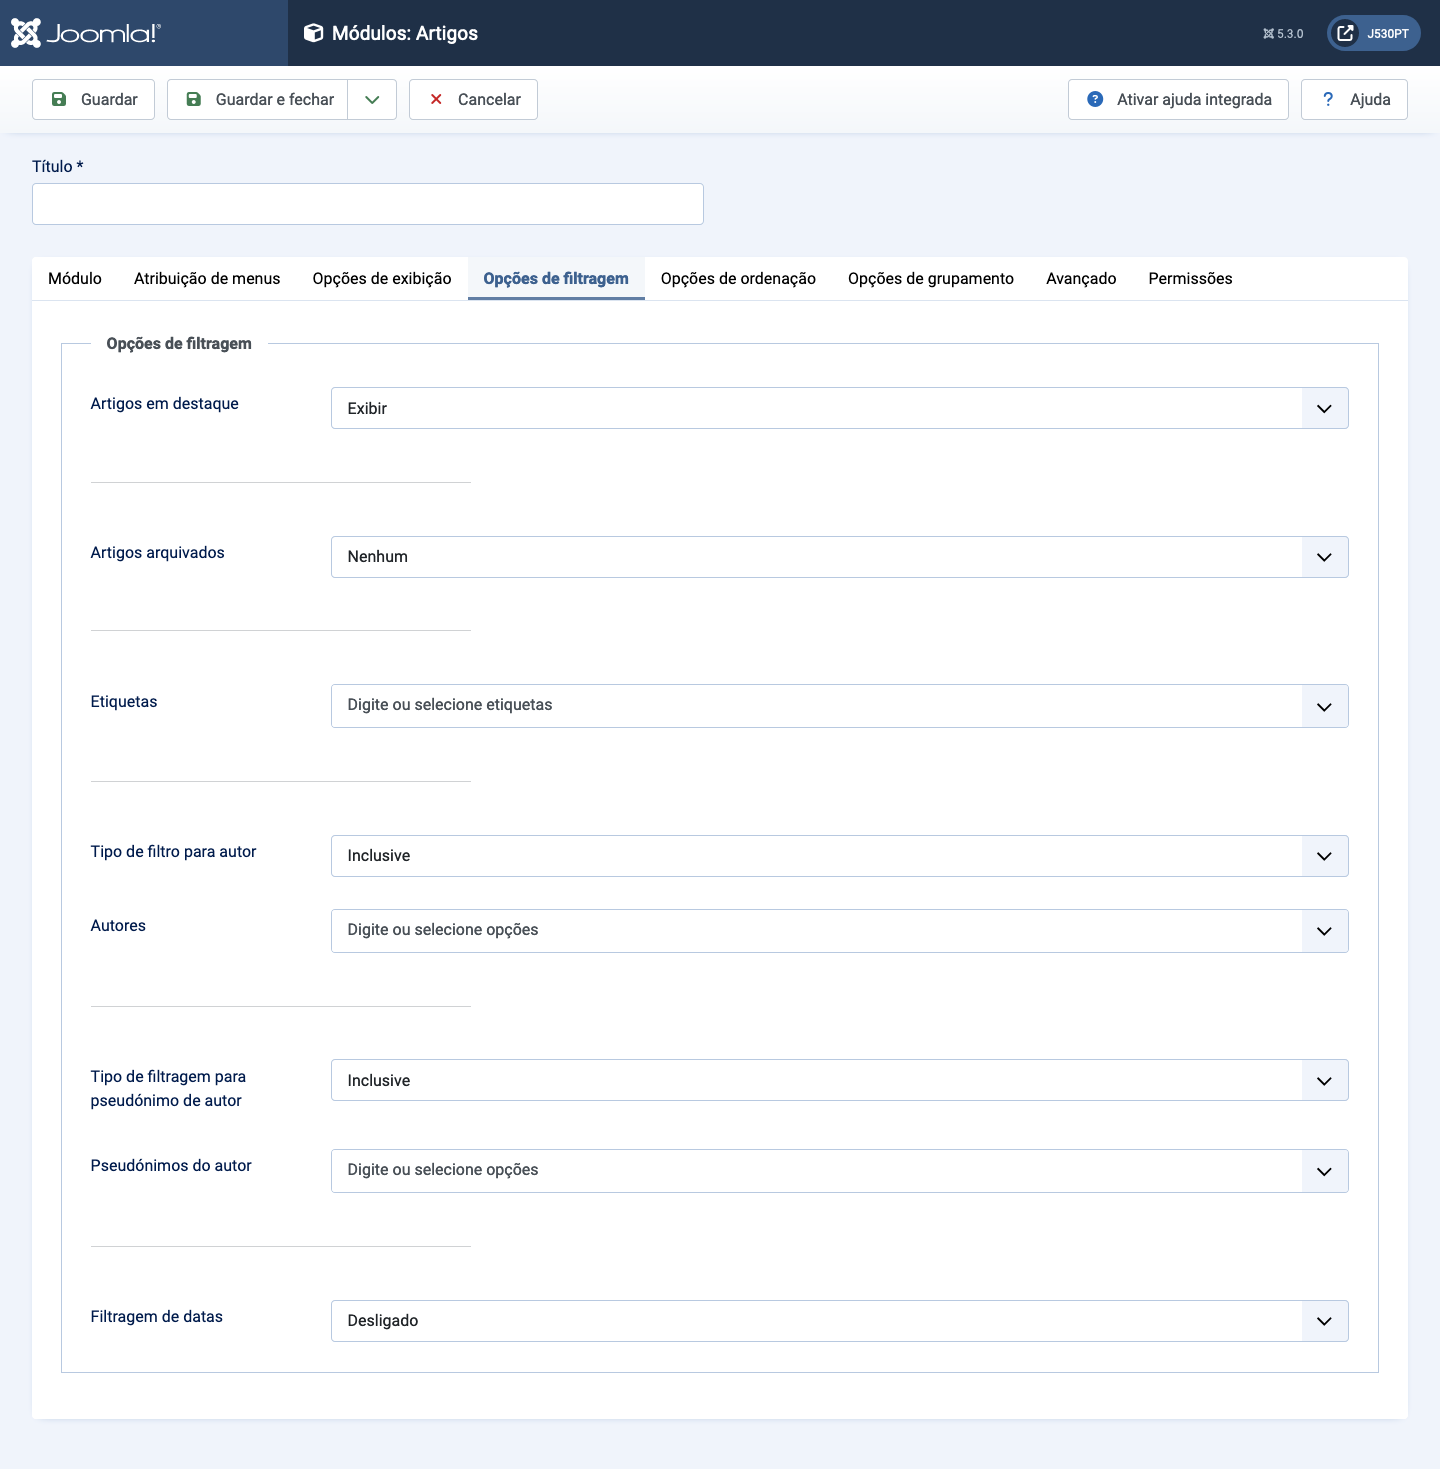 Joomla!®
Módulos: Artigos
5.3.0
J530PT
Guardar
Guardar e fechar
Cancelar
Ativar ajuda integrada
? Ajuda
Título *
Módulo
Atribuição de menus
Opções de exibição
Opções de filtragem
Opções de ordenação
Opções de grupamento
Avançado
Permissões
Opções de filtragem
Artigos em destaque
Exibir
Artigos arquivados
Nenhum
Etiquetas
Digite ou selecione etiquetas
Tipo de filtro para autor
Inclusive
Autores
Digite ou selecione opções
Tipo de filtragem para
pseudónimo de autor
Inclusive
Pseudónimos do autor
Digite ou selecione opções
Filtragem de datas
Desligado